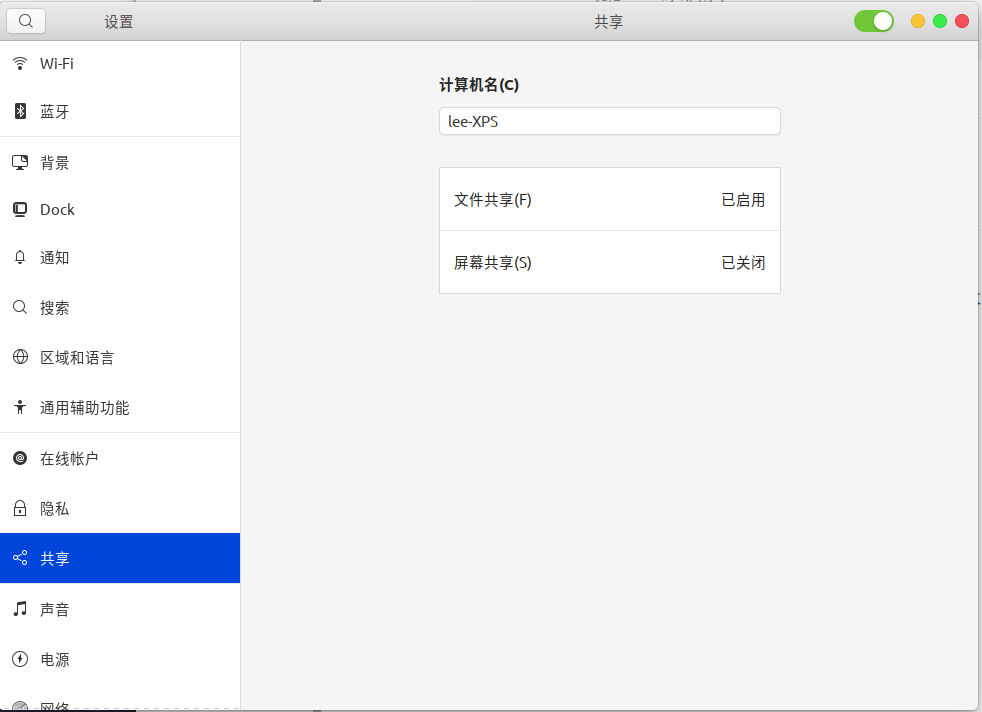 设置
共享
Wi-Fi
蓝牙
背景
Dock
通知
搜索
区域和语言
通用辅助功能
在线帐户
隐私
共享
声音
电源
网络
计算机名(C)
lee-XPS
文件共享(F) 已启用
屏幕共享(S) 已关闭